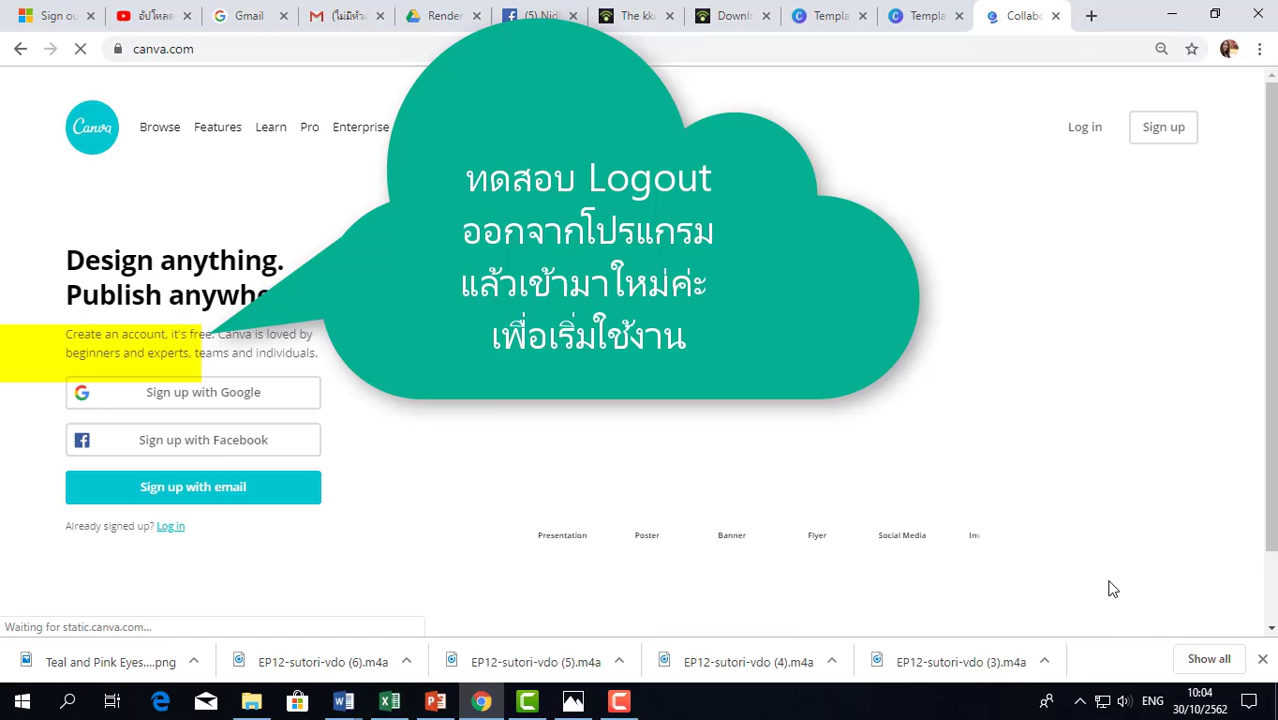 Sign ou
อัปโหลด
Gmail
(ไม่มีหัว
Render
(5) Nidl
The kku
Downlo
Templa
Templa
Collabo
canva.com
Canva
Browse
Features
Learn
Pro
Enterprise
Log in
Sign up
ทดสอบ Logout
ออกจากโปรแกรม
แล้วเข้ามาใหม่ค่ะ
เพื่อเริ่มใช้งาน
Design anything.
Publish anywhe
Create an account, it's free. Canva is loved by
beginners and experts, teams and individuals.
Sign up with Google
Sign up with Facebook
Sign up with email
Already signed up? Log in
Presentation
Poster
Banner
Flyer
Social Media
Waiting for static.canva.com...
Teal and Pink Eyes....png
EP12-sutori-vdo (6).m4a
EP12-sutori-vdo (5).m4a
EP12-sutori-vdo (4).m4a
EP12-sutori-vdo (3).m4a
Show all
ENG
10:04
30/10/2562